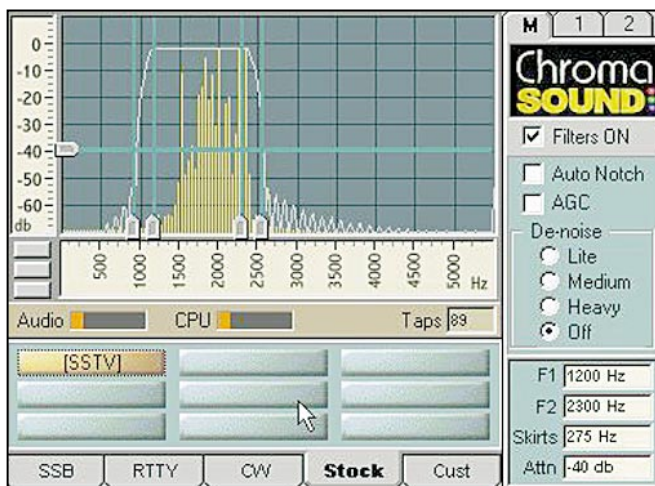 M 1 2
Chroma
SOUND
Filters ON
Auto Notch
AGC
De-noise
Lite
Medium
Heavy
Off
0
-10
-20
-30
-40
-50
-60
db
500 1000 1500 2000 2500 3000 3500 4000 4500 5000 Hz
Audio CPU Taps 89
[SSTV]
F1 1200 Hz
F2 2300 Hz
Skirts 275 Hz
Attn -40 db
SSB RTTY CW Stock Cust